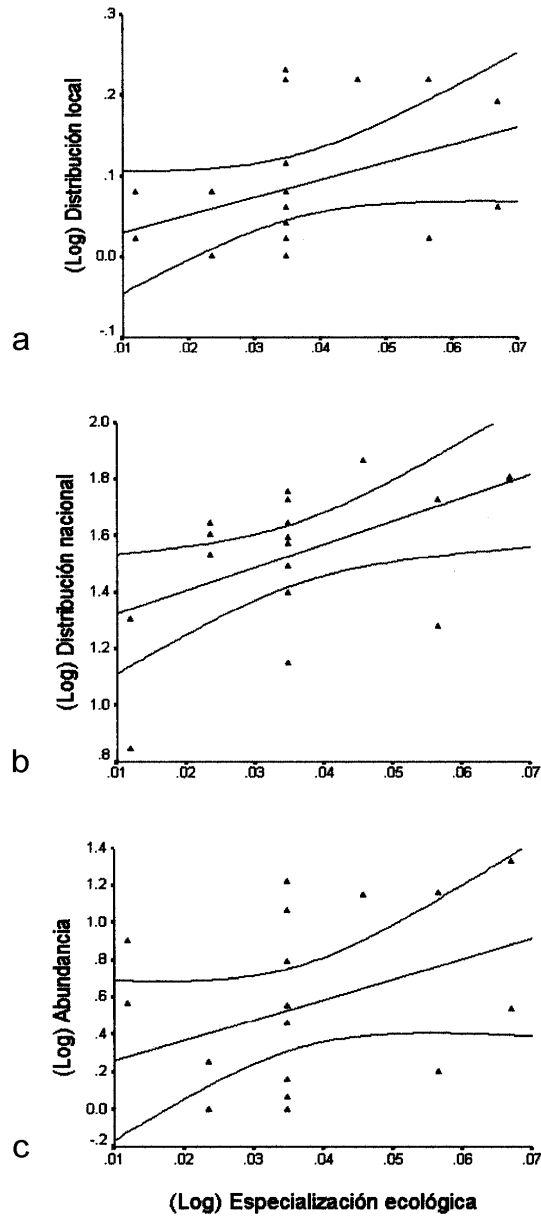 .3
.2
.1
0.0
-.1
(Log) Distribución local
a
.01 .02 .03 .04 .05 .06 .07
2.0
1.8
1.6
1.4
1.2
1.0
.8
(Log) Distribución nacional
b
.01 .02 .03 .04 .05 .06 .07
1.4
1.2
1.0
.8
.6
.4
.2
0.0
-.2
(Log) Abundancia
c
.01 .02 .03 .04 .05 .06 .07
(Log) Especialización ecológica